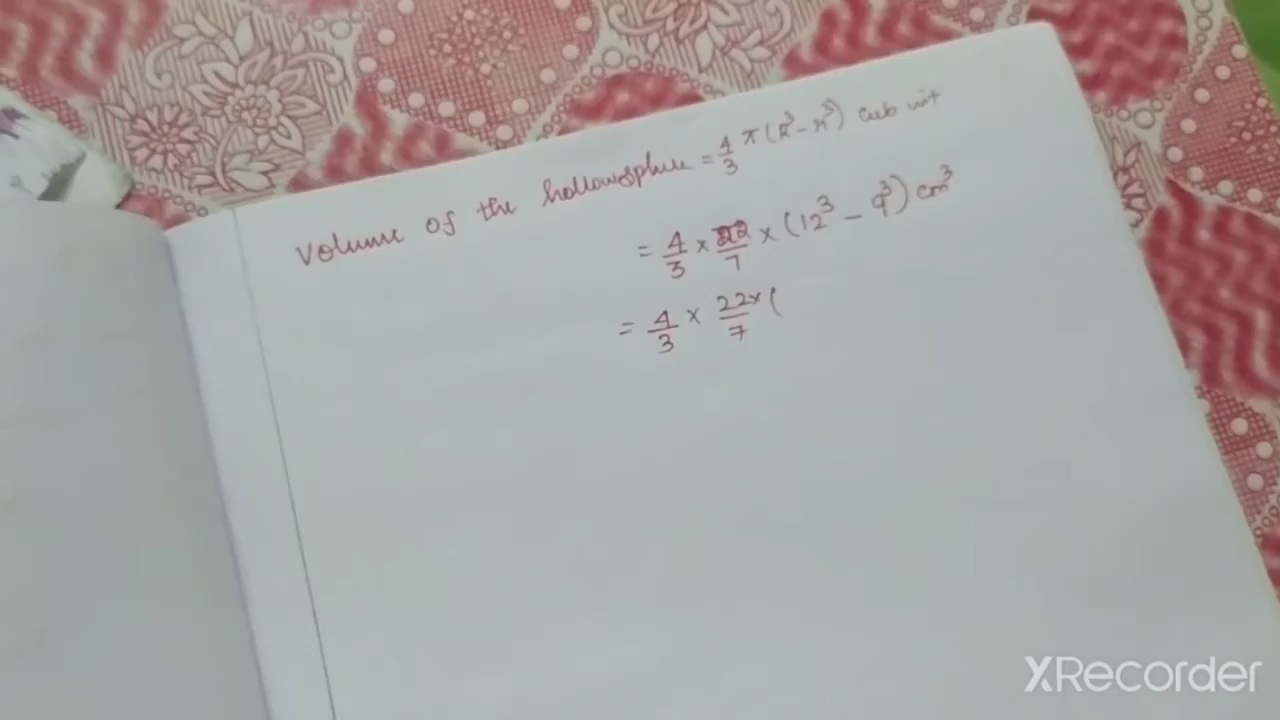 Volume of the hollowsphere = 4/3 π (R³ - r³) cub unit
= 4/3 × 22/7 × (12³ - 9³) cm³
= 4/3 × 22/7 × (
XRecorder